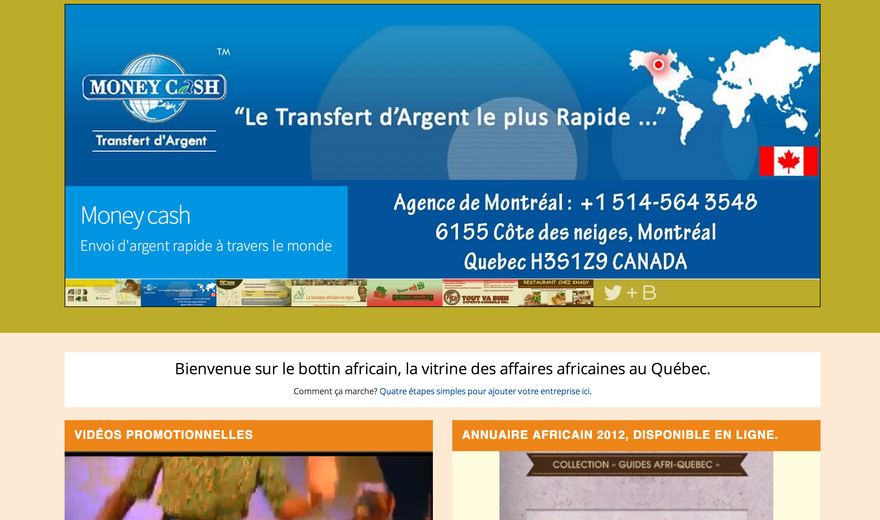 TM
MONEY CASH
Transfert d'Argent
“Le Transfert d'Argent le plus Rapide ...”
Money cash
Envoi d'argent rapide à travers le monde
Agence de Montréal : +1 514-564 3548
6155 Côte des neiges, Montréal
Quebec H3S1Z9 CANADA
TOUT VA BIEN
RESTAURANT CHEZ KHADY
+ B
Bienvenue sur le bottin africain, la vitrine des affaires africaines au Québec.
Comment ça marche? Quatre étapes simples pour ajouter votre entreprise ici.
VIDÉOS PROMOTIONNELLES
ANNUAIRE AFRICAIN 2012, DISPONIBLE EN LIGNE.
COLLECTION « GUIDES AFRI-QUEBEC »